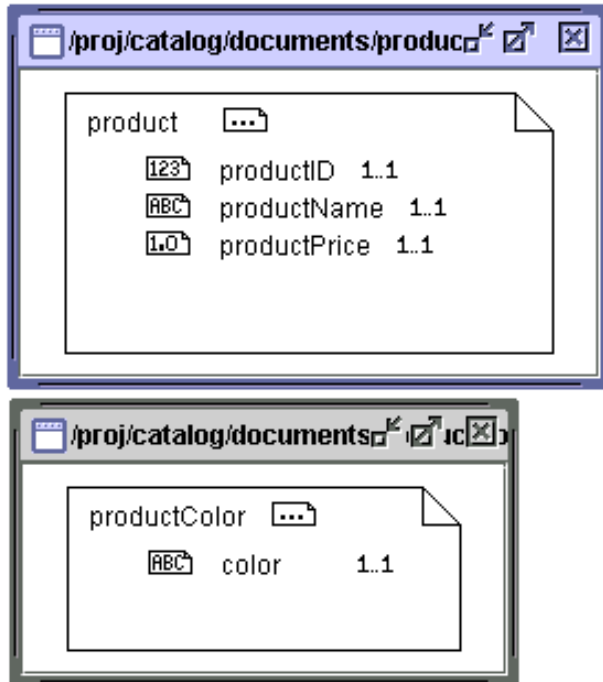 /proj/catalog/documents/produc
product ...
123 productID 1..1
ABC productName 1..1
1.0 productPrice 1..1
/proj/catalog/documents
productColor ...
ABC color 1..1